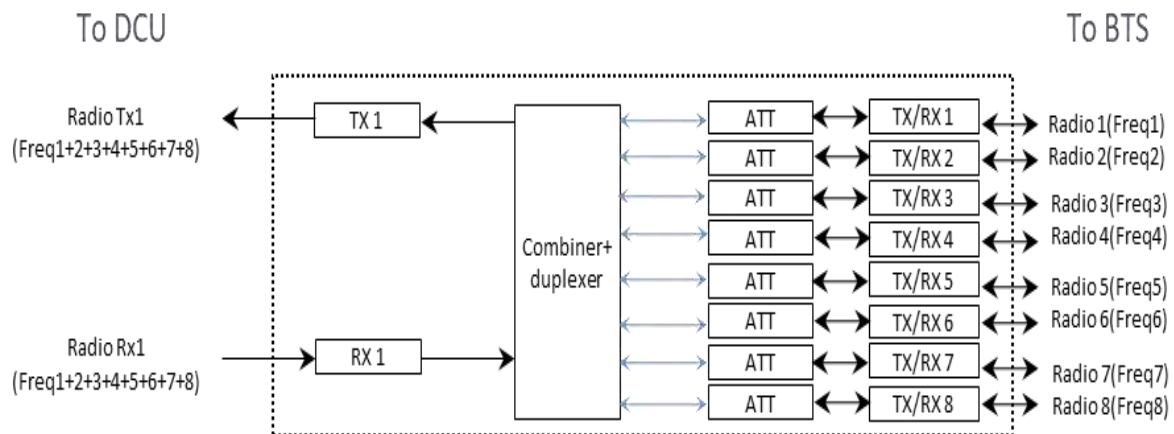 To DCU
To BTS
Radio Tx1
(Freq1+2+3+4+5+6+7+8)
TX 1
Combiner+
duplexer
ATT
TX/RX 1
Radio 1(Freq1)
ATT
TX/RX 2
Radio 2(Freq2)
ATT
TX/RX 3
Radio 3(Freq3)
ATT
TX/RX 4
Radio 4(Freq4)
ATT
TX/RX 5
Radio 5(Freq5)
ATT
TX/RX 6
Radio 6(Freq6)
Radio Rx1
(Freq1+2+3+4+5+6+7+8)
RX 1
ATT
TX/RX 7
Radio 7(Freq7)
ATT
TX/RX 8
Radio 8(Freq8)